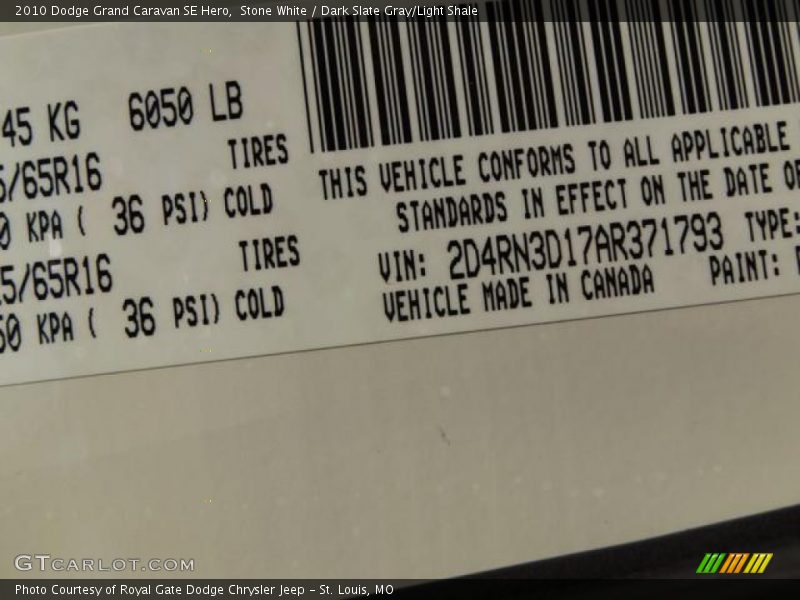 2010 Dodge Grand Caravan SE Hero, Stone White / Dark Slate Gray/Light Shale
45 KG 6050 LB
TIRES
5/65R16
0 KPA ( 36 PSI) COLD
TIRES
5/65R16
50 KPA ( 36 PSI) COLD
THIS VEHICLE CONFORMS TO ALL APPLICABLE
STANDARDS IN EFFECT ON THE DATE OF
VIN: 2D4RN3D17AR371793 TYPE:
VEHICLE MADE IN CANADA PAINT:
GTCARLOT.COM
Photo Courtesy of Royal Gate Dodge Chrysler Jeep - St. Louis, MO